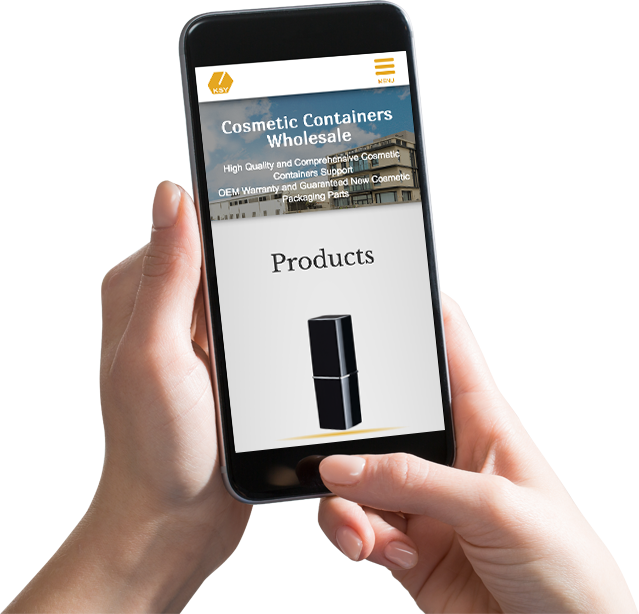 KSY
MENU
Cosmetic Containers
Wholesale
High Quality and Comprehensive Cosmetic
Containers Support
OEM Warranty and Guaranteed New Cosmetic
Packaging Parts
Products